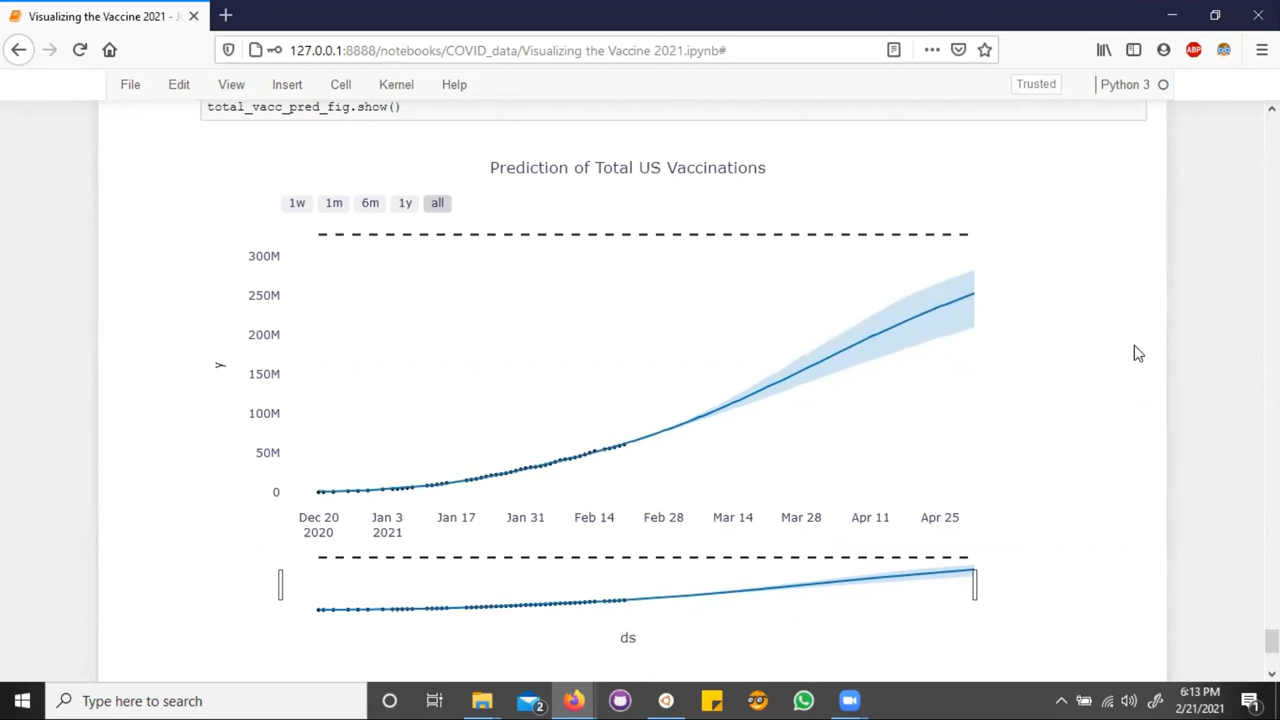 Visualizing the Vaccine 2021 - J
127.0.0.1:8888/notebooks/COVID_data/Visualizing the Vaccine 2021.ipynb#
ABP
File Edit View Insert Cell Kernel Help
Trusted
Python 3
total_vacc_pred_fig.show()
Prediction of Total US Vaccinations
1w 1m 6m 1y all
300M
250M
200M
150M
100M
50M
0
y
Dec 20 Jan 3 Jan 17 Jan 31 Feb 14 Feb 28 Mar 14 Mar 28 Apr 11 Apr 25
2020 2021
ds
Type here to search
2
6:13 PM
2/21/2021
1